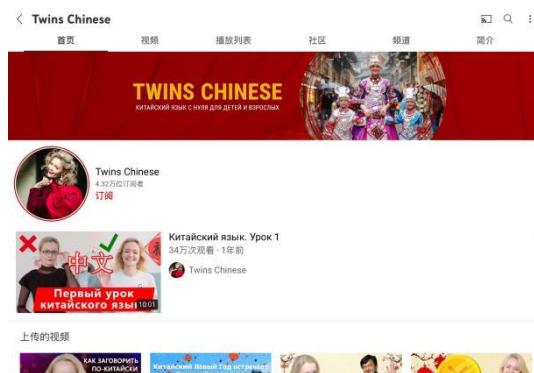 Twins Chinese
首页 视频 播放列表 社区 频道 简介
TWINS CHINESE
КИТАЙСКИЙ ЯЗЫК С НУЛЯ ДЛЯ ДЕТЕЙ И ВЗРОСЛЫХ
Twins Chinese
4.32万位订阅者
订阅
Китайский язык. Урок 1
34万次观看 · 1年前
Twins Chinese
中文
Первый урок
китайского языка
10:01
上传的视频
КАК ЗАГОВОРИТЬ
ПО-КИТАЙСКИ
Китайский Новый Год встречает